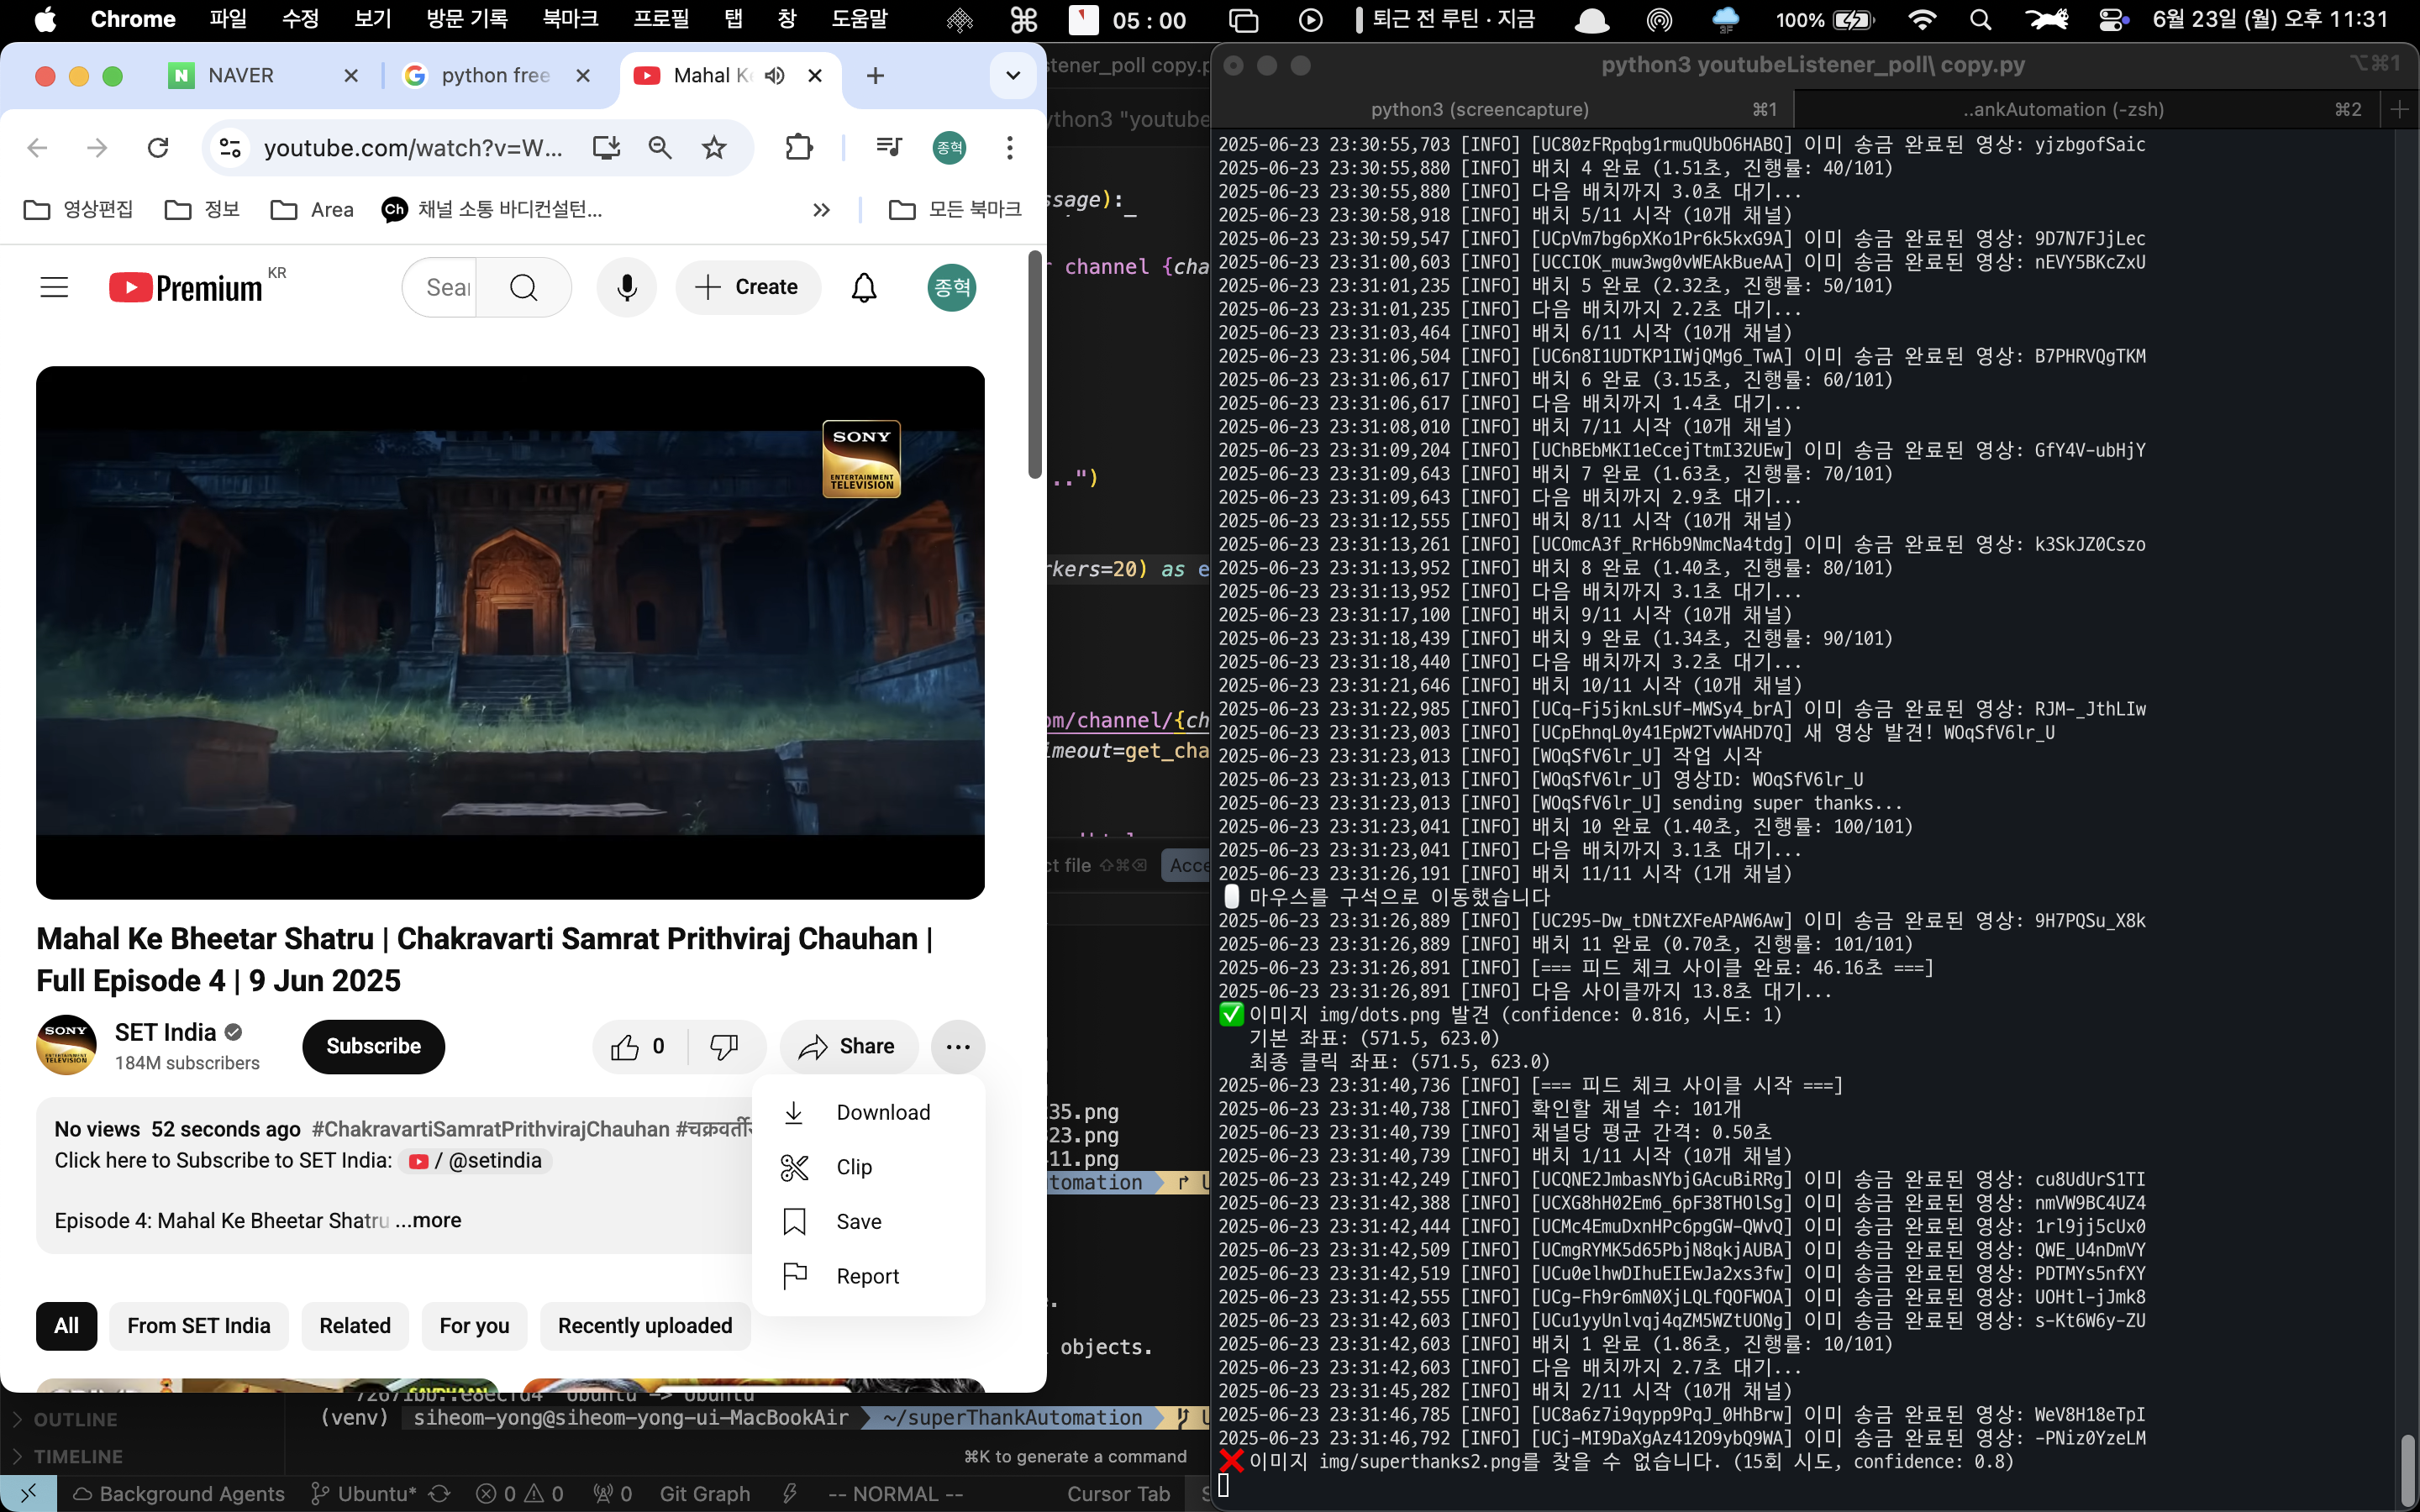 Chrome 파일 수정 보기 방문 기록 북마크 프로필 탭 창 도움말 05 : 00 퇴근 전 루틴 · 지금 3F 100% 6월 23일 (월) 오후 11:31
NAVER python free Mahal Ke
youtube.com/watch?v=W... 종혁
영상편집 정보 Area Ch 채널 소통 바디컨설턴... 모든 북마크
Premium KR Sear Create 종혁
SONY
ENTERTAINMENT
TELEVISION
Mahal Ke Bheetar Shatru | Chakravarti Samrat Prithviraj Chauhan |
Full Episode 4 | 9 Jun 2025
SONY
SET India
184M subscribers
Subscribe 0 Share
Download
Clip
Save
Report
No views 52 seconds ago #ChakravartiSamratPrithvirajChauhan
Click here to Subscribe to SET India: / @setindia
Episode 4: Mahal Ke Bheetar Shatru ...more
All From SET India Related For you Recently uploaded
tener_poll copy.p
ython3 "youtube
ssage):
r channel {cha
..")
rkers=20) as e
om/channel/{ch
imeout=get_cha
ct file Acce
35.png
23.png
11.png
tomation
objects.
OUTLINE
TIMELINE
(venv) siheom-yong@siheom-yong-ui-MacBookAir ~/superThankAutomation
⌘K to generate a command
Background Agents Ubuntu* 0 0 0 Git Graph -- NORMAL -- Cursor Tab
python3 youtubeListener_poll\ copy.py ⌥⌘1
python3 (screencapture) ⌘1 ..ankAutomation (-zsh) ⌘2
2025-06-23 23:30:55,703 [INFO] [UC80zFRpqbg1rmuQUbO6HABQ] 이미 송금 완료된 영상: yjzbgofSaic
2025-06-23 23:30:55,880 [INFO] 배치 4 완료 (1.51초, 진행률: 40/101)
2025-06-23 23:30:55,880 [INFO] 다음 배치까지 3.0초 대기...
2025-06-23 23:30:58,918 [INFO] 배치 5/11 시작 (10개 채널)
2025-06-23 23:30:59,547 [INFO] [UCpVm7bg6pXKo1Pr6k5kxG9A] 이미 송금 완료된 영상: 9D7N7FJjLec
2025-06-23 23:31:00,603 [INFO] [UCCIOK_muw3wg0vWEAkBueAA] 이미 송금 완료된 영상: nEVY5BKcZxU
2025-06-23 23:31:01,235 [INFO] 배치 5 완료 (2.32초, 진행률: 50/101)
2025-06-23 23:31:01,235 [INFO] 다음 배치까지 2.2초 대기...
2025-06-23 23:31:03,464 [INFO] 배치 6/11 시작 (10개 채널)
2025-06-23 23:31:06,504 [INFO] [UC6n8I1UDTKP1IWjQMg6_TwA] 이미 송금 완료된 영상: B7PHRVQgTKM
2025-06-23 23:31:06,617 [INFO] 배치 6 완료 (3.15초, 진행률: 60/101)
2025-06-23 23:31:06,617 [INFO] 다음 배치까지 1.4초 대기...
2025-06-23 23:31:08,010 [INFO] 배치 7/11 시작 (10개 채널)
2025-06-23 23:31:09,204 [INFO] [UChBEbMKI1eCcejTtmI32UEw] 이미 송금 완료된 영상: GfY4V-ubHjY
2025-06-23 23:31:09,643 [INFO] 배치 7 완료 (1.63초, 진행률: 70/101)
2025-06-23 23:31:09,643 [INFO] 다음 배치까지 2.9초 대기...
2025-06-23 23:31:12,555 [INFO] 배치 8/11 시작 (10개 채널)
2025-06-23 23:31:13,261 [INFO] [UCOmcA3f_RrH6b9NmcNa4tdg] 이미 송금 완료된 영상: k3SkJZ0Cszo
2025-06-23 23:31:13,952 [INFO] 배치 8 완료 (1.40초, 진행률: 80/101)
2025-06-23 23:31:13,952 [INFO] 다음 배치까지 3.1초 대기...
2025-06-23 23:31:17,100 [INFO] 배치 9/11 시작 (10개 채널)
2025-06-23 23:31:18,439 [INFO] 배치 9 완료 (1.34초, 진행률: 90/101)
2025-06-23 23:31:18,440 [INFO] 다음 배치까지 3.2초 대기...
2025-06-23 23:31:21,646 [INFO] 배치 10/11 시작 (10개 채널)
2025-06-23 23:31:22,985 [INFO] [UCq-Fj5jknLsUf-MWSy4_brA] 이미 송금 완료된 영상: RJM-_JthLIw
2025-06-23 23:31:23,003 [INFO] [UCpEhnqL0y41EpW2TvWAHD7Q] 새 영상 발견! WOqSfV6lr_U
2025-06-23 23:31:23,013 [INFO] [WOqSfV6lr_U] 작업 시작
2025-06-23 23:31:23,013 [INFO] [WOqSfV6lr_U] 영상ID: WOqSfV6lr_U
2025-06-23 23:31:23,013 [INFO] [WOqSfV6lr_U] sending super thanks...
2025-06-23 23:31:23,041 [INFO] 배치 10 완료 (1.40초, 진행률: 100/101)
2025-06-23 23:31:23,041 [INFO] 다음 배치까지 3.1초 대기...
2025-06-23 23:31:26,191 [INFO] 배치 11/11 시작 (1개 채널)
마우스를 구석으로 이동했습니다
2025-06-23 23:31:26,889 [INFO] [UC295-Dw_tDNtZXFeAPAW6Aw] 이미 송금 완료된 영상: 9H7PQSu_X8k
2025-06-23 23:31:26,889 [INFO] 배치 11 완료 (0.70초, 진행률: 101/101)
2025-06-23 23:31:26,891 [INFO] [=== 피드 체크 사이클 완료: 46.16초 ===]
2025-06-23 23:31:26,891 [INFO] 다음 사이클까지 13.8초 대기...
✅ 이미지 img/dots.png 발견 (confidence: 0.816, 시도: 1)
기본 좌표: (571.5, 623.0)
최종 클릭 좌표: (571.5, 623.0)
2025-06-23 23:31:40,736 [INFO] [=== 피드 체크 사이클 시작 ===]
2025-06-23 23:31:40,738 [INFO] 확인할 채널 수: 101개
2025-06-23 23:31:40,739 [INFO] 채널당 평균 간격: 0.50초
2025-06-23 23:31:40,739 [INFO] 배치 1/11 시작 (10개 채널)
2025-06-23 23:31:42,249 [INFO] [UCQNE2JmbasNYbjGAcuBiRRg] 이미 송금 완료된 영상: cu8UdUrS1TI
2025-06-23 23:31:42,388 [INFO] [UCXG8hH02Em6_6pF38THOlSg] 이미 송금 완료된 영상: nmVW9BC4UZ4
2025-06-23 23:31:42,444 [INFO] [UCMc4EmuDxnHPc6pgGW-QWvQ] 이미 송금 완료된 영상: 1rl9jj5cUx0
2025-06-23 23:31:42,509 [INFO] [UCmgRYMK5d65PbjN8qkjAUBA] 이미 송금 완료된 영상: QWE_U4nDmVY
2025-06-23 23:31:42,519 [INFO] [UCu0elhwDIhuEIEwJa2xs3fw] 이미 송금 완료된 영상: PDTMYs5nfXY
2025-06-23 23:31:42,555 [INFO] [UCg-Fh9r6mN0XjLQLfQOFWOA] 이미 송금 완료된 영상: UOHtl-jJmk8
2025-06-23 23:31:42,603 [INFO] [UCu1yyUnlvqj4qZM5WZtUONg] 이미 송금 완료된 영상: s-Kt6W6y-ZU
2025-06-23 23:31:42,603 [INFO] 배치 1 완료 (1.86초, 진행률: 10/101)
2025-06-23 23:31:42,603 [INFO] 다음 배치까지 2.7초 대기...
2025-06-23 23:31:45,282 [INFO] 배치 2/11 시작 (10개 채널)
2025-06-23 23:31:46,785 [INFO] [UC8a6z7i9qypp9PqJ_0HhBrw] 이미 송금 완료된 영상: WeV8H18eTpI
2025-06-23 23:31:46,792 [INFO] [UCj-MI9DaXgAz412O9ybQ9WA] 이미 송금 완료된 영상: -PNiz0YzeLM
❌ 이미지 img/superthanks2.png를 찾을 수 없습니다. (15회 시도, confidence: 0.8)